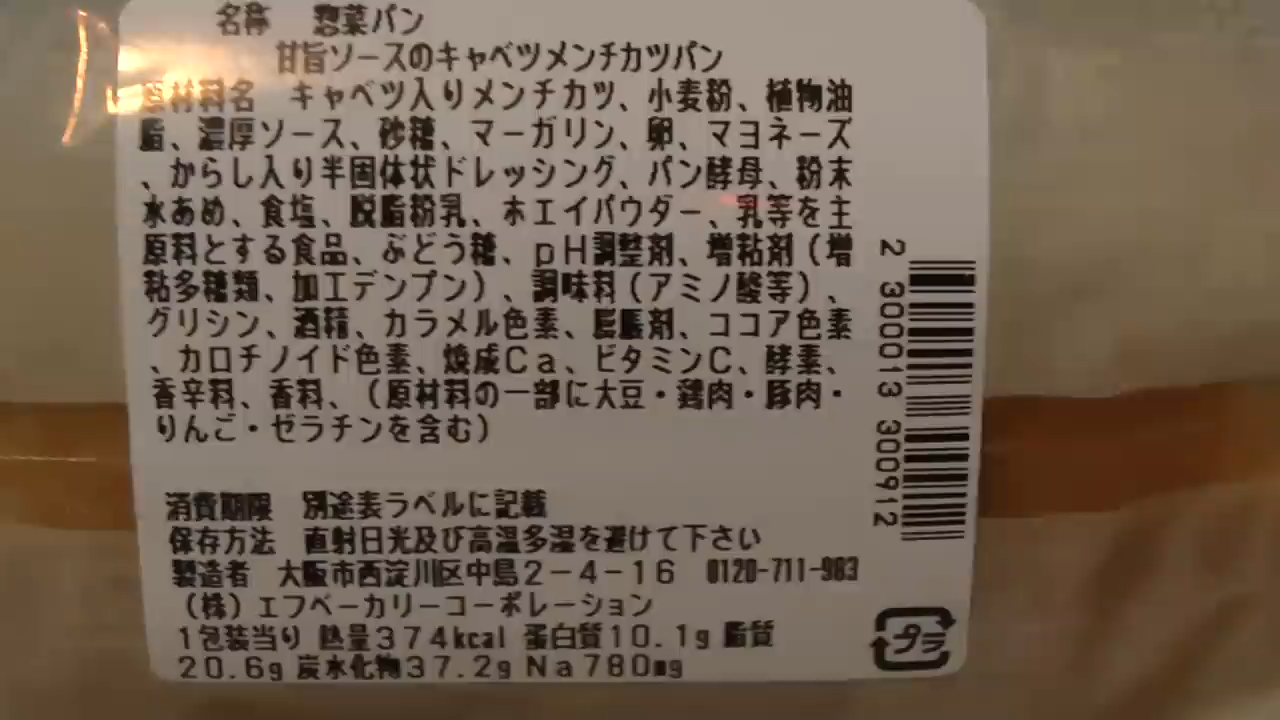 名称 惣菜パン
甘旨ソースのキャベツメンチカツパン
原材料名 キャベツ入りメンチカツ、小麦粉、植物油
脂、濃厚ソース、砂糖、マーガリン、卵、マヨネーズ
、からし入り半固体状ドレッシング、パン酵母、粉末
水あめ、食塩、脱脂粉乳、ホエイパウダー、乳等を主
原料とする食品、ぶどう糖、pH調整剤、増粘剤（増
粘多糖類、加工デンプン）、調味料（アミノ酸等）、
グリシン、酒精、カラメル色素、膨脹剤、ココア色素
、カロチノイド色素、焼成Ca、ビタミンC、酵素、
香辛料、香料、（原材料の一部に大豆・鶏肉・豚肉・
りんご・ゼラチンを含む）
消費期限 別途表ラベルに記載
保存方法 直射日光及び高温多湿を避けて下さい
製造者 大阪市西淀川区中島2－4－16 0120-711-983
（株）エフベーカリーコーポレーション
1包装当り 熱量374kcal 蛋白質10.1g 脂質
20.6g 炭水化物37.2g Na780mg
2 300013 300912
プラ